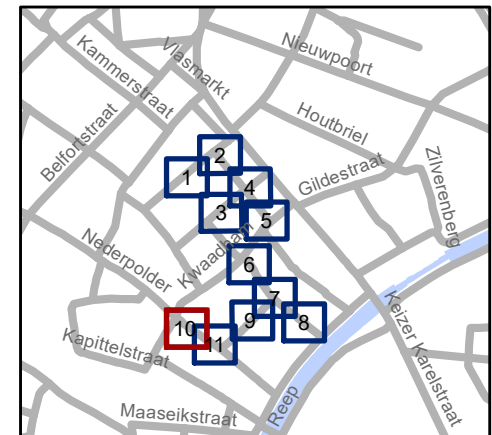 Nieuwpoort
Vlasmarkt
Kammerstraat
Houtbriel
Belfortstraat
Gildestraat
Zilverenberg
2
1
4
3
5
Kwaadham
Nederpolder
6
7
8
9
10
11
Keizer Karelstraat
Kapittelstraat
Maaseikstraat
Reep